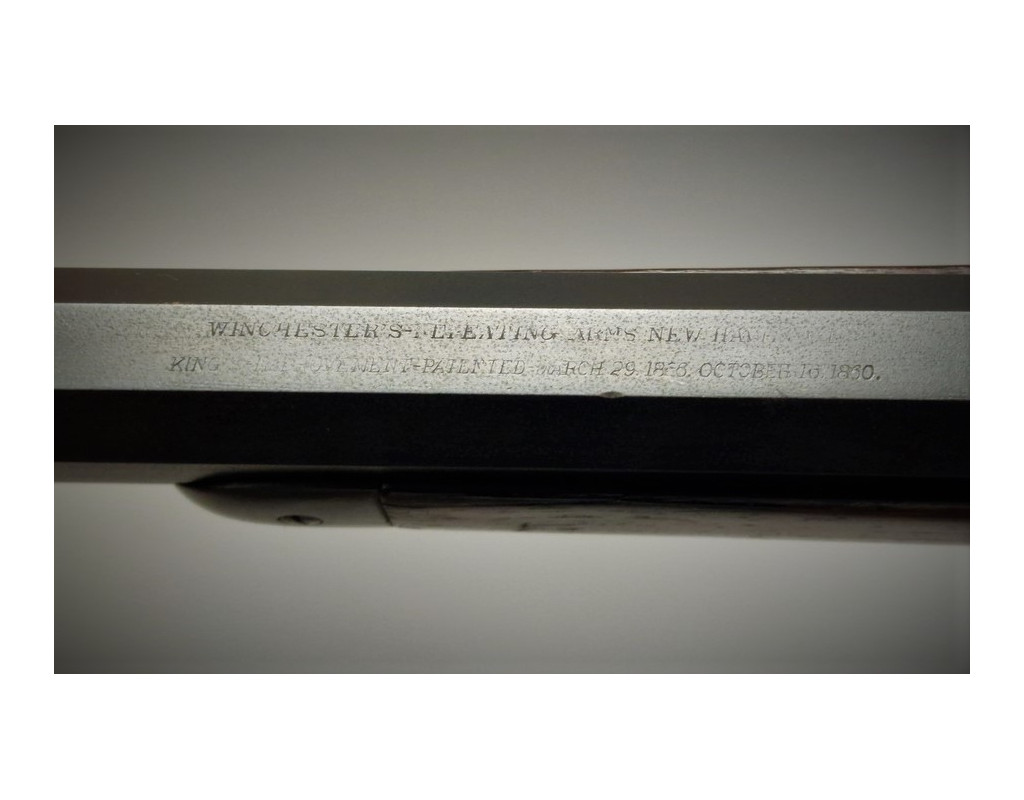 WINCHESTER'S-REPEATING ARMS NEW HAVEN
KING'S-IMPROVEMENT-PATENTED-MARCH 29, 1866, OCTOBER 16, 1860.